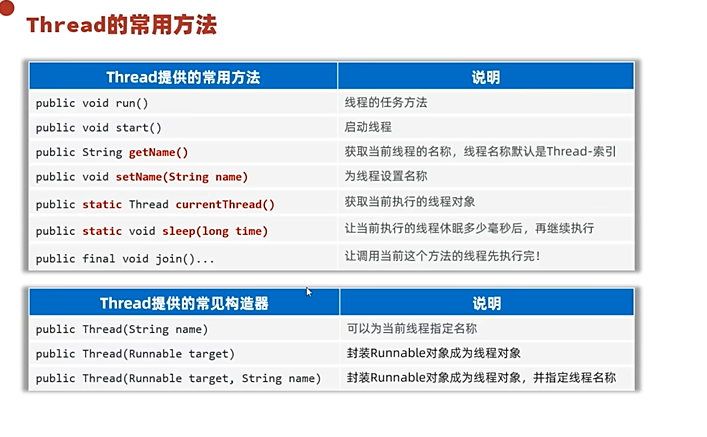 Thread的常用方法
Thread提供的常用方法 说明
public void run() 线程的任务方法
public void start() 启动线程
public String getName() 获取当前线程的名称，线程名称默认是Thread-索引
public void setName(String name) 为线程设置名称
public static Thread currentThread() 获取当前执行的线程对象
public static void sleep(long time) 让当前执行的线程休眠多少毫秒后，再继续执行
public final void join()... 让调用当前这个方法的线程先执行完！
Thread提供的常见构造器 说明
public Thread(String name) 可以为当前线程指定名称
public Thread(Runnable target) 封装Runnable对象成为线程对象
public Thread(Runnable target, String name) 封装Runnable对象成为线程对象，并指定线程名称